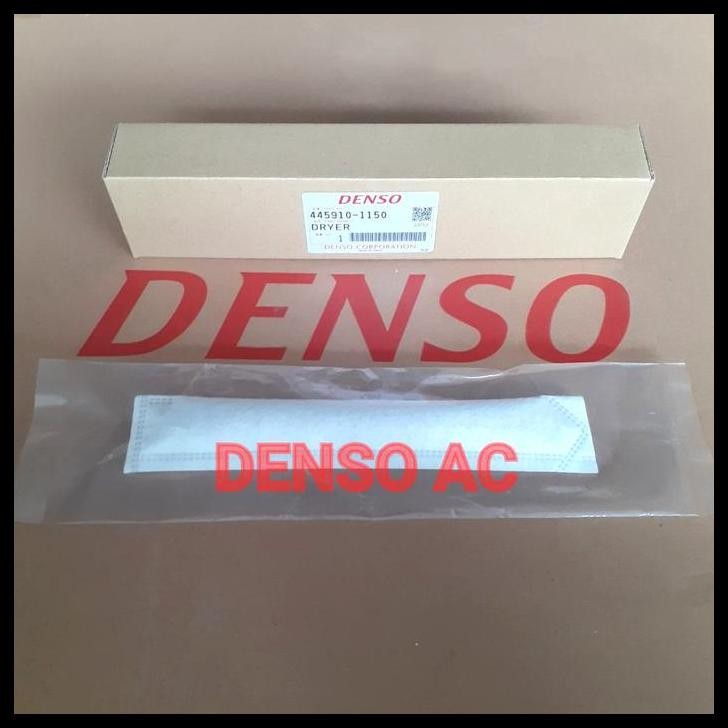 DENSO
445910-1150
DRYER
1
DENSO CORPORATION
DENSO
DENSO AC